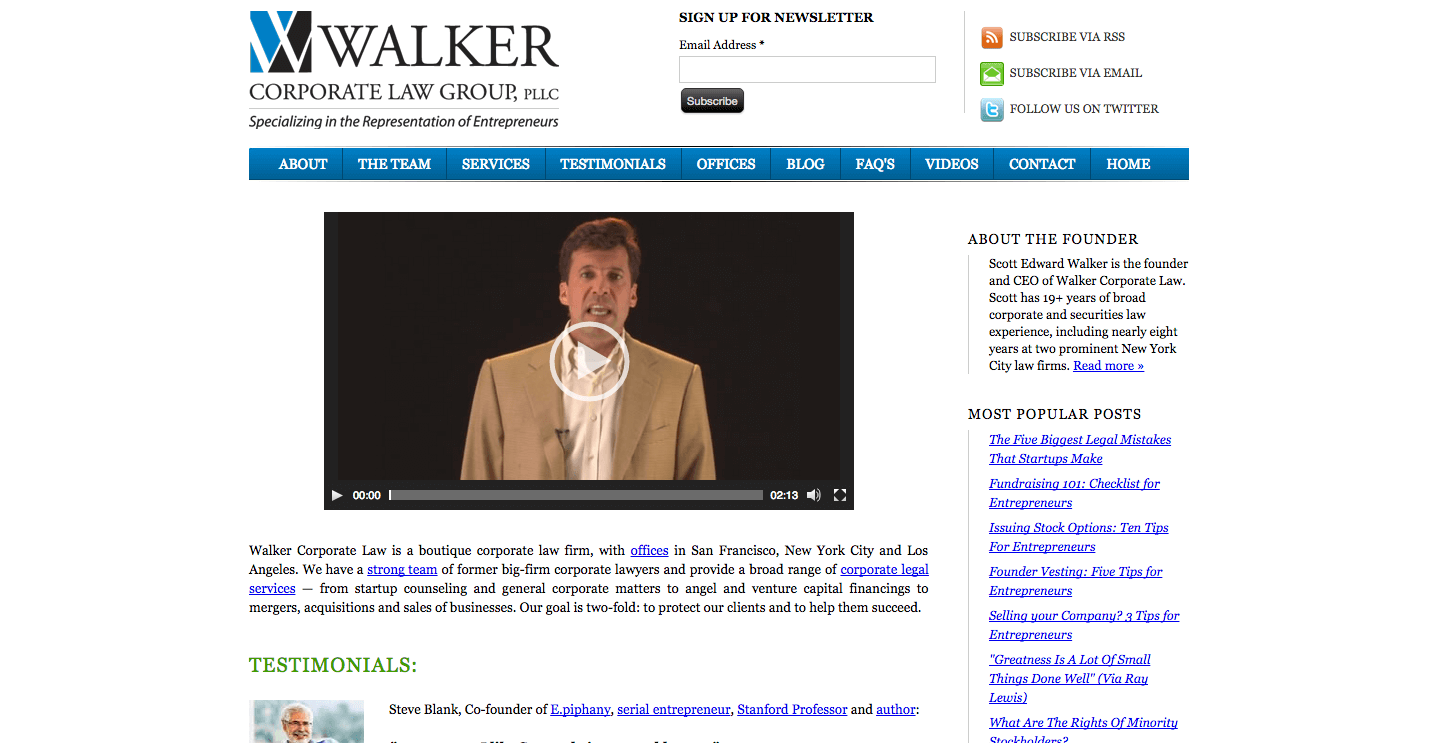 WALKER
CORPORATE LAW GROUP, PLLC
Specializing in the Representation of Entrepreneurs
SIGN UP FOR NEWSLETTER
Email Address *
Subscribe
SUBSCRIBE VIA RSS
SUBSCRIBE VIA EMAIL
FOLLOW US ON TWITTER
ABOUT THE TEAM SERVICES TESTIMONIALS OFFICES BLOG FAQ'S VIDEOS CONTACT HOME
00:00 02:13
Walker Corporate Law is a boutique corporate law firm, with offices in San Francisco, New York City and Los
Angeles. We have a strong team of former big-firm corporate lawyers and provide a broad range of corporate legal
services — from startup counseling and general corporate matters to angel and venture capital financings to
mergers, acquisitions and sales of businesses. Our goal is two-fold: to protect our clients and to help them succeed.
TESTIMONIALS:
Steve Blank, Co-founder of E.piphany, serial entrepreneur, Stanford Professor and author:
ABOUT THE FOUNDER
Scott Edward Walker is the founder
and CEO of Walker Corporate Law.
Scott has 19+ years of broad
corporate and securities law
experience, including nearly eight
years at two prominent New York
City law firms. Read more »
MOST POPULAR POSTS
The Five Biggest Legal Mistakes
That Startups Make
Fundraising 101: Checklist for
Entrepreneurs
Issuing Stock Options: Ten Tips
For Entrepreneurs
Founder Vesting: Five Tips for
Entrepreneurs
Selling your Company? 3 Tips for
Entrepreneurs
"Greatness Is A Lot Of Small
Things Done Well" (Via Ray
Lewis)
What Are The Rights Of Minority
Stockholders?